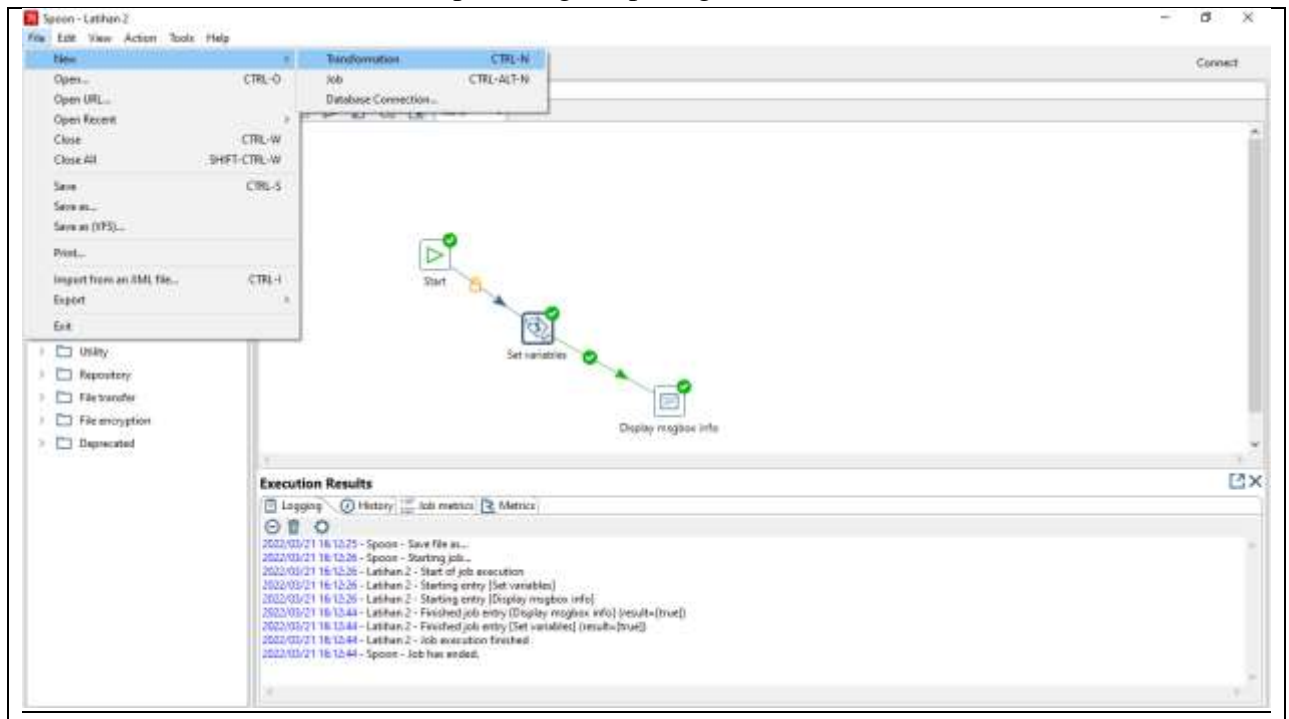 Spoon - Latihan 2
File Edit View Action Tools Help
New
Transformation CTRL-N
Connect
Open... CTRL-O
Job CTRL-ALT-N
Open URL...
Database Connection...
Open Recent
Close CTRL-W
Close All SHIFT-CTRL-W
Save CTRL-S
Save as...
Save as (VFS)...
Print...
Import from an XML file... CTRL-I
Export
Exit
Utility
Repository
File transfer
File encryption
Deprecated
Start
Set variables
Display msgbox info
Execution Results
Logging History Job metrics Metrics
2022/03/21 16:12:25 - Spoon - Save file as...
2022/03/21 16:12:26 - Spoon - Starting job...
2022/03/21 16:12:26 - Latihan 2 - Start of job execution
2022/03/21 16:12:26 - Latihan 2 - Starting entry [Set variables]
2022/03/21 16:12:26 - Latihan 2 - Starting entry [Display msgbox info]
2022/03/21 16:12:44 - Latihan 2 - Finished job entry [Display msgbox info] (result=[true])
2022/03/21 16:12:44 - Latihan 2 - Finished job entry [Set variables] (result=[true])
2022/03/21 16:12:44 - Latihan 2 - Job execution finished
2022/03/21 16:12:44 - Spoon - Job has ended.